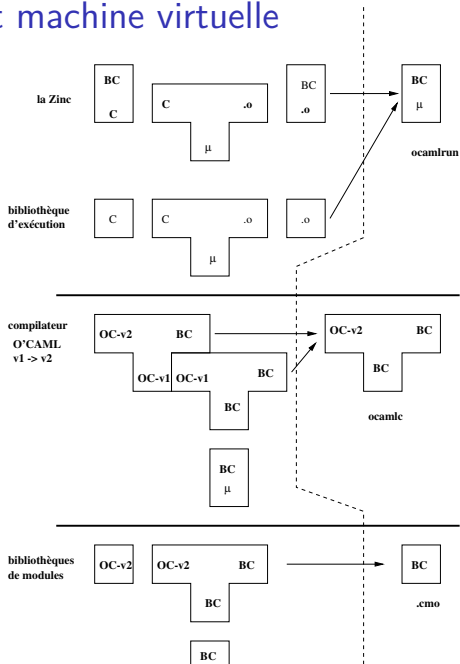 t machine virtuelle
la Zinc
BC
C
C .o
μ
BC
.o
BC
μ
ocamlrun
bibliothèque
d'exécution
C
C .o
μ
.o
compilateur
O'CAML
v1 -> v2
OC-v2 BC
OC-v1
OC-v1 BC
BC
BC
μ
OC-v2 BC
BC
ocamlc
bibliothèques
de modules
OC-v2
OC-v2 BC
BC
BC
BC
.cmo